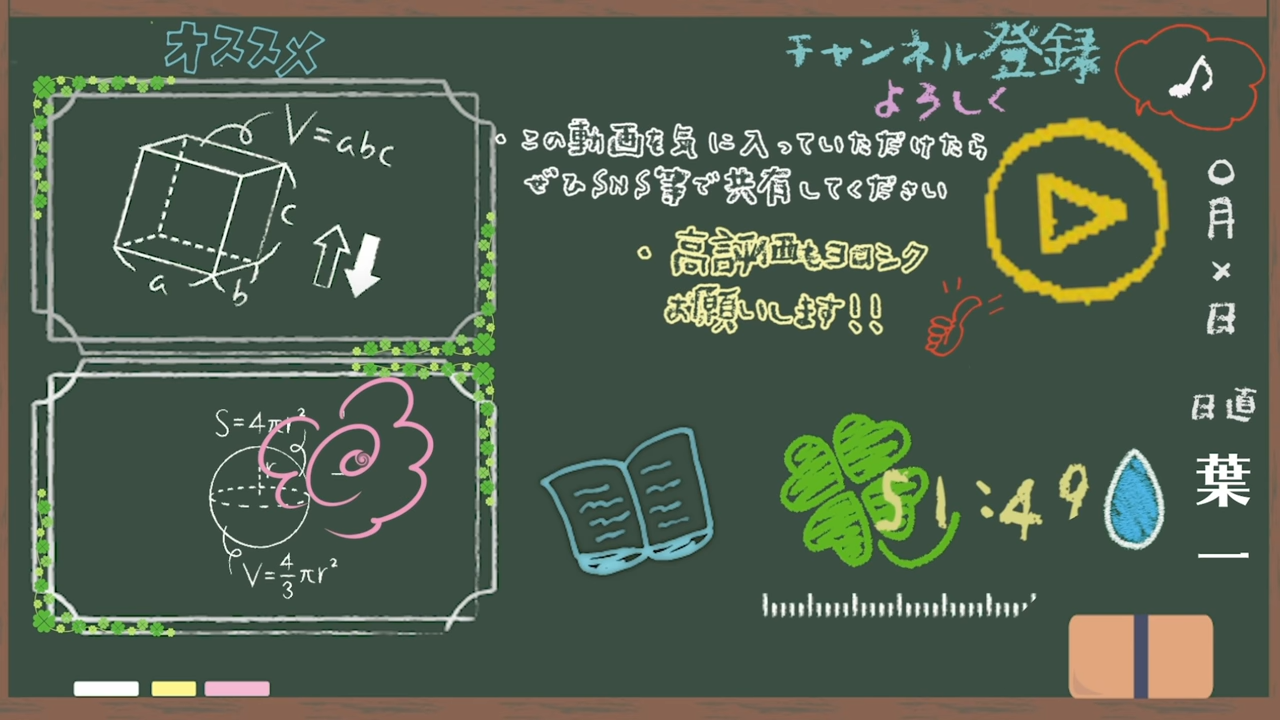 オススメ
チャンネル登録
よろしく
V=abc
a
b
c
・この動画を気に入っていただけたら
ぜひSNS等で共有してください
・高評価もヨロシク
お願いします!!
〇月×日
日直
葉一
S=4πr²
r
V=4/3πr²
51:49